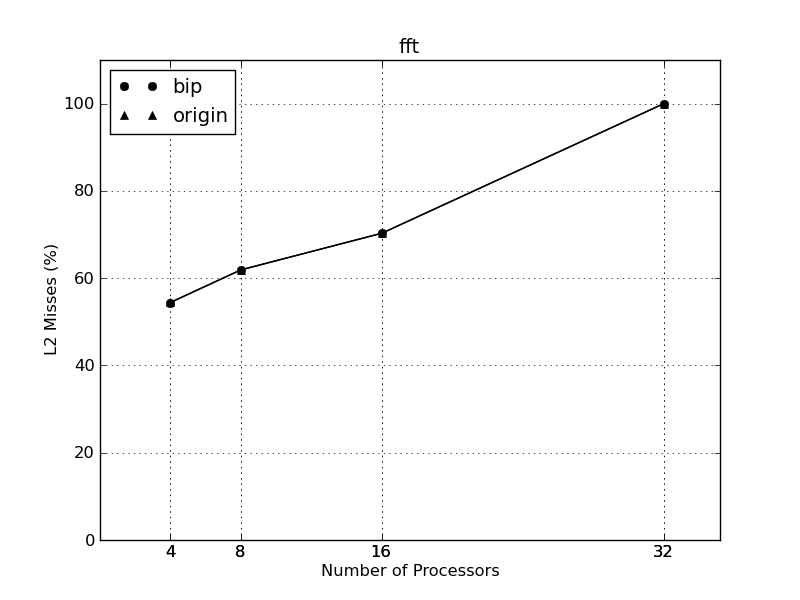 fft
bip
origin
100
80
60
40
20
0
L2 Misses (%)
4 8 16 32
Number of Processors